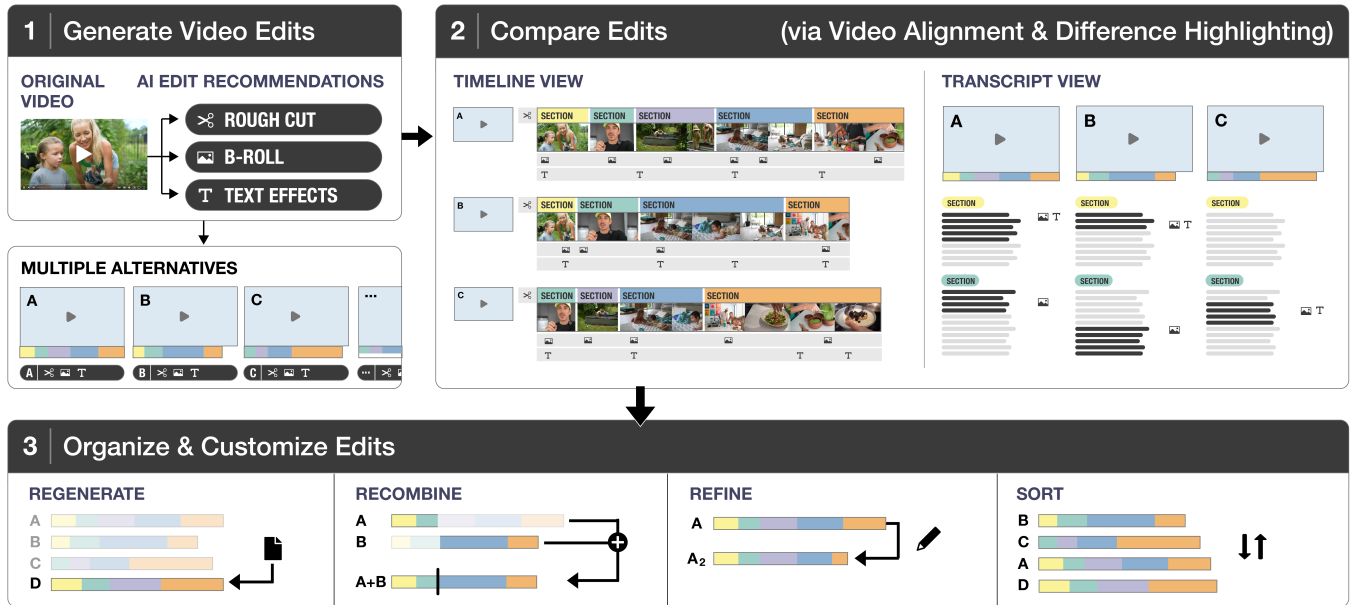 1 Generate Video Edits
ORIGINAL
VIDEO
AI EDIT RECOMMENDATIONS
ROUGH CUT
B-ROLL
T TEXT EFFECTS
MULTIPLE ALTERNATIVES
A
B
C
...
A T
B T
C T
...
2 Compare Edits (via Video Alignment & Difference Highlighting)
TIMELINE VIEW
A
SECTION SECTION SECTION SECTION SECTION
T T T T
B
SECTION SECTION SECTION SECTION
T T T T
C
SECTION SECTION SECTION SECTION
T T T T
TRANSCRIPT VIEW
A B C
SECTION SECTION SECTION
T T
SECTION SECTION SECTION
T
3 Organize & Customize Edits
REGENERATE
A
B
C
D
RECOMBINE
A
B
A+B
REFINE
A
A2
SORT
B
C
A
D